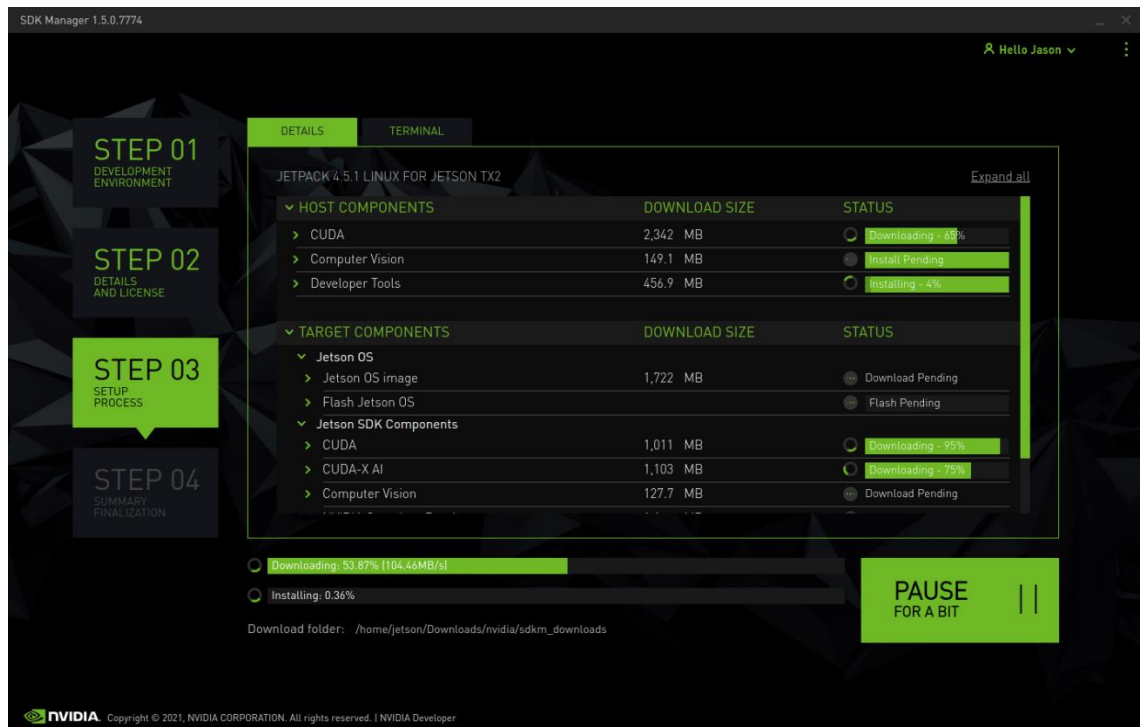 SDK Manager 1.5.0.7774
Hello Jason
STEP 01
DEVELOPMENT
ENVIRONMENT
STEP 02
DETAILS
AND LICENSE
STEP 03
SETUP
PROCESS
STEP 04
SUMMARY
FINALIZATION
DETAILS TERMINAL
JETPACK 4.5.1 LINUX FOR JETSON TX2 Expand all
HOST COMPONENTS DOWNLOAD SIZE STATUS
CUDA 2,342 MB Downloading - 65%
Computer Vision 149.1 MB Install Pending
Developer Tools 456.9 MB Installing - 4%
TARGET COMPONENTS DOWNLOAD SIZE STATUS
Jetson OS
Jetson OS image 1,722 MB Download Pending
Flash Jetson OS Flash Pending
Jetson SDK Components
CUDA 1,011 MB Downloading - 95%
CUDA-X AI 1,103 MB Downloading - 75%
Computer Vision 127.7 MB Download Pending
Downloading: 53.87% (104.46MB/s)
Installing: 0.36%
Download folder: /home/jetson/Downloads/nvidia/sdkm_downloads
PAUSE
FOR A BIT
NVIDIA. Copyright © 2021, NVIDIA CORPORATION. All rights reserved. | NVIDIA Developer